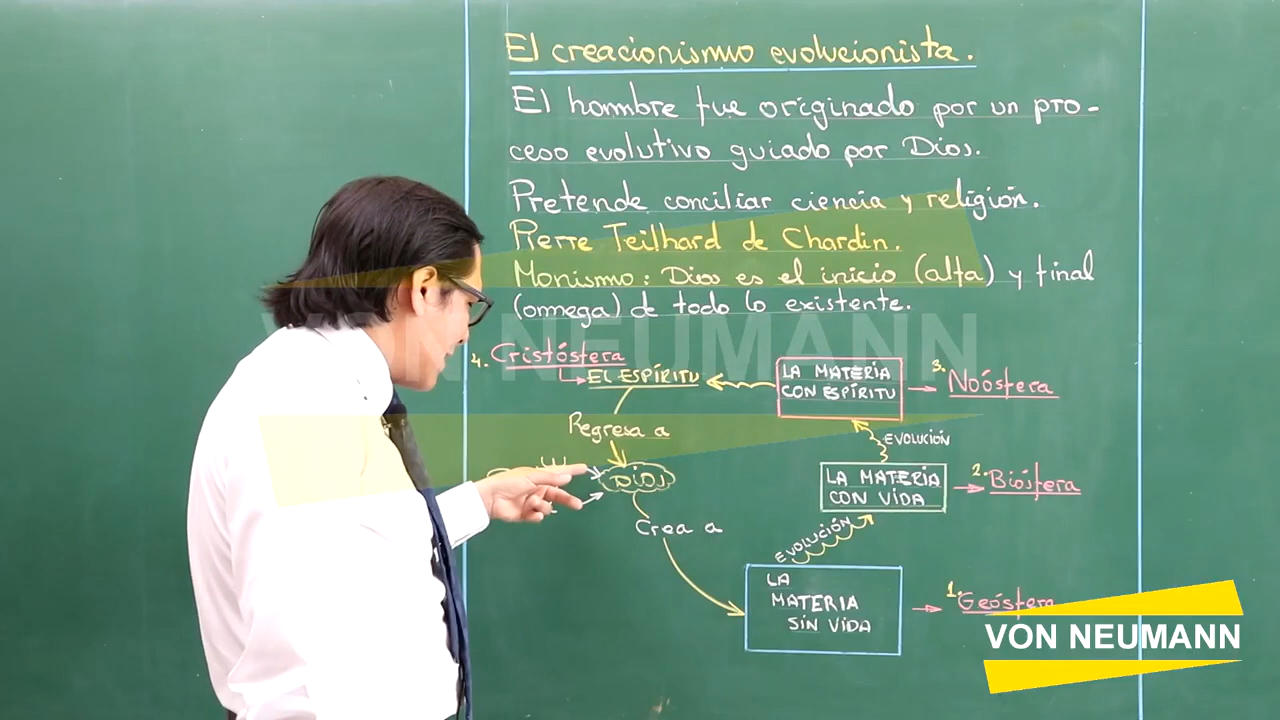 El creacionismo evolucionista.
El hombre fue originado por un pro-
ceso evolutivo guiado por Dios.
Pretende conciliar ciencia y religión.
Pierre Teilhard de Chardin.
Monismo: Dios es el inicio (alfa) y final
(omega) de todo lo existente.
4. Cristósfera
EL ESPÍRITU
LA MATERIA
CON ESPÍRITU
3. Noósfera
Regresa a
EVOLUCIÓN
DIOS
LA MATERIA
CON VIDA
2. Biósfera
Crea a
EVOLUCIÓN
LA
MATERIA
SIN VIDA
1. Geósfera
VON NEUMANN
VON NEUMANN